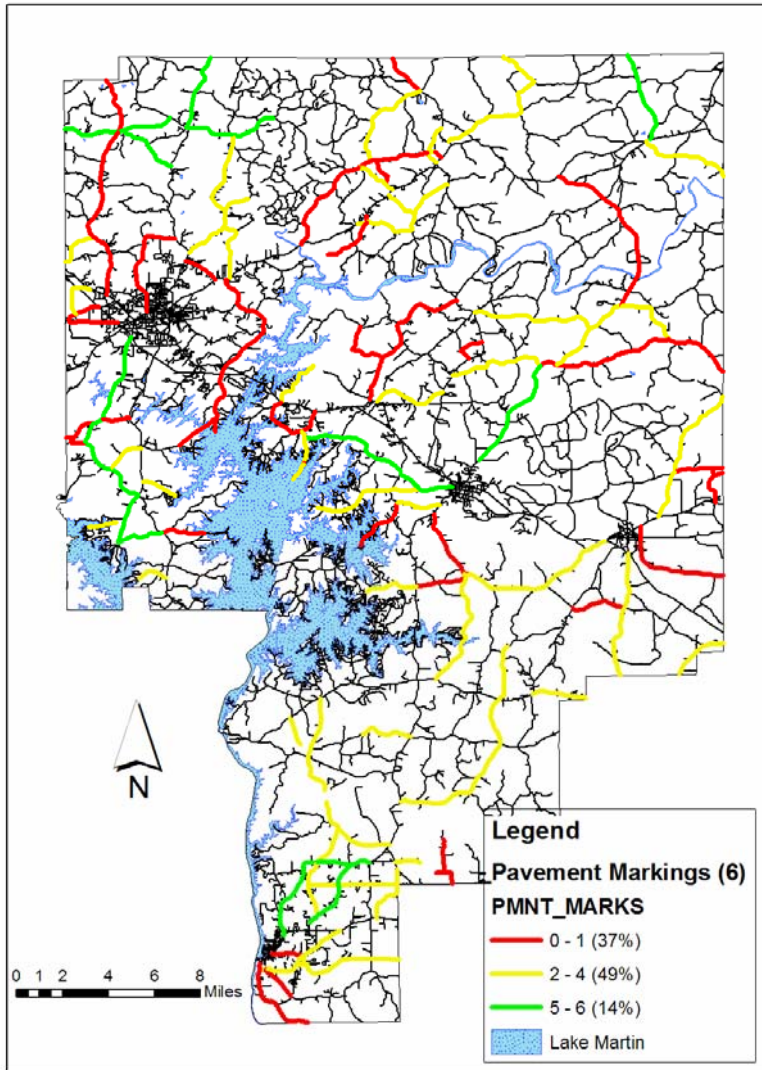 N
0 1 2 4 6 8
Miles
Legend
Pavement Markings (6)
PMNT_MARKS
0 - 1 (37%)
2 - 4 (49%)
5 - 6 (14%)
Lake Martin